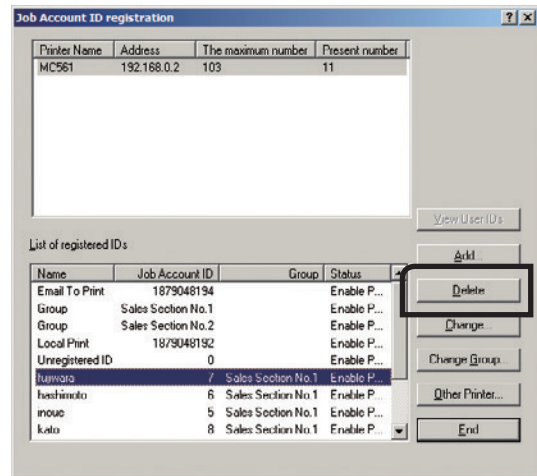 Job Account ID registration
Printer Name Address The maximum number Present number
MC561 192.168.0.2 103 11
View User IDs
List of registered IDs
Add...
Name Job Account ID Group Status
Email To Print 1879048194 Enable P...
Delete
Group Sales Section No.1 Enable P...
Group Sales Section No.2 Enable P...
Change...
Local Print 1879048192 Enable P...
Unregistered ID 0 Enable P...
Change Group...
fujiwara 7 Sales Section No.1 Enable P...
hashimoto 6 Sales Section No.1 Enable P...
Other Printer...
inoue 5 Sales Section No.1 Enable P...
kato 8 Sales Section No.1 Enable P...
End